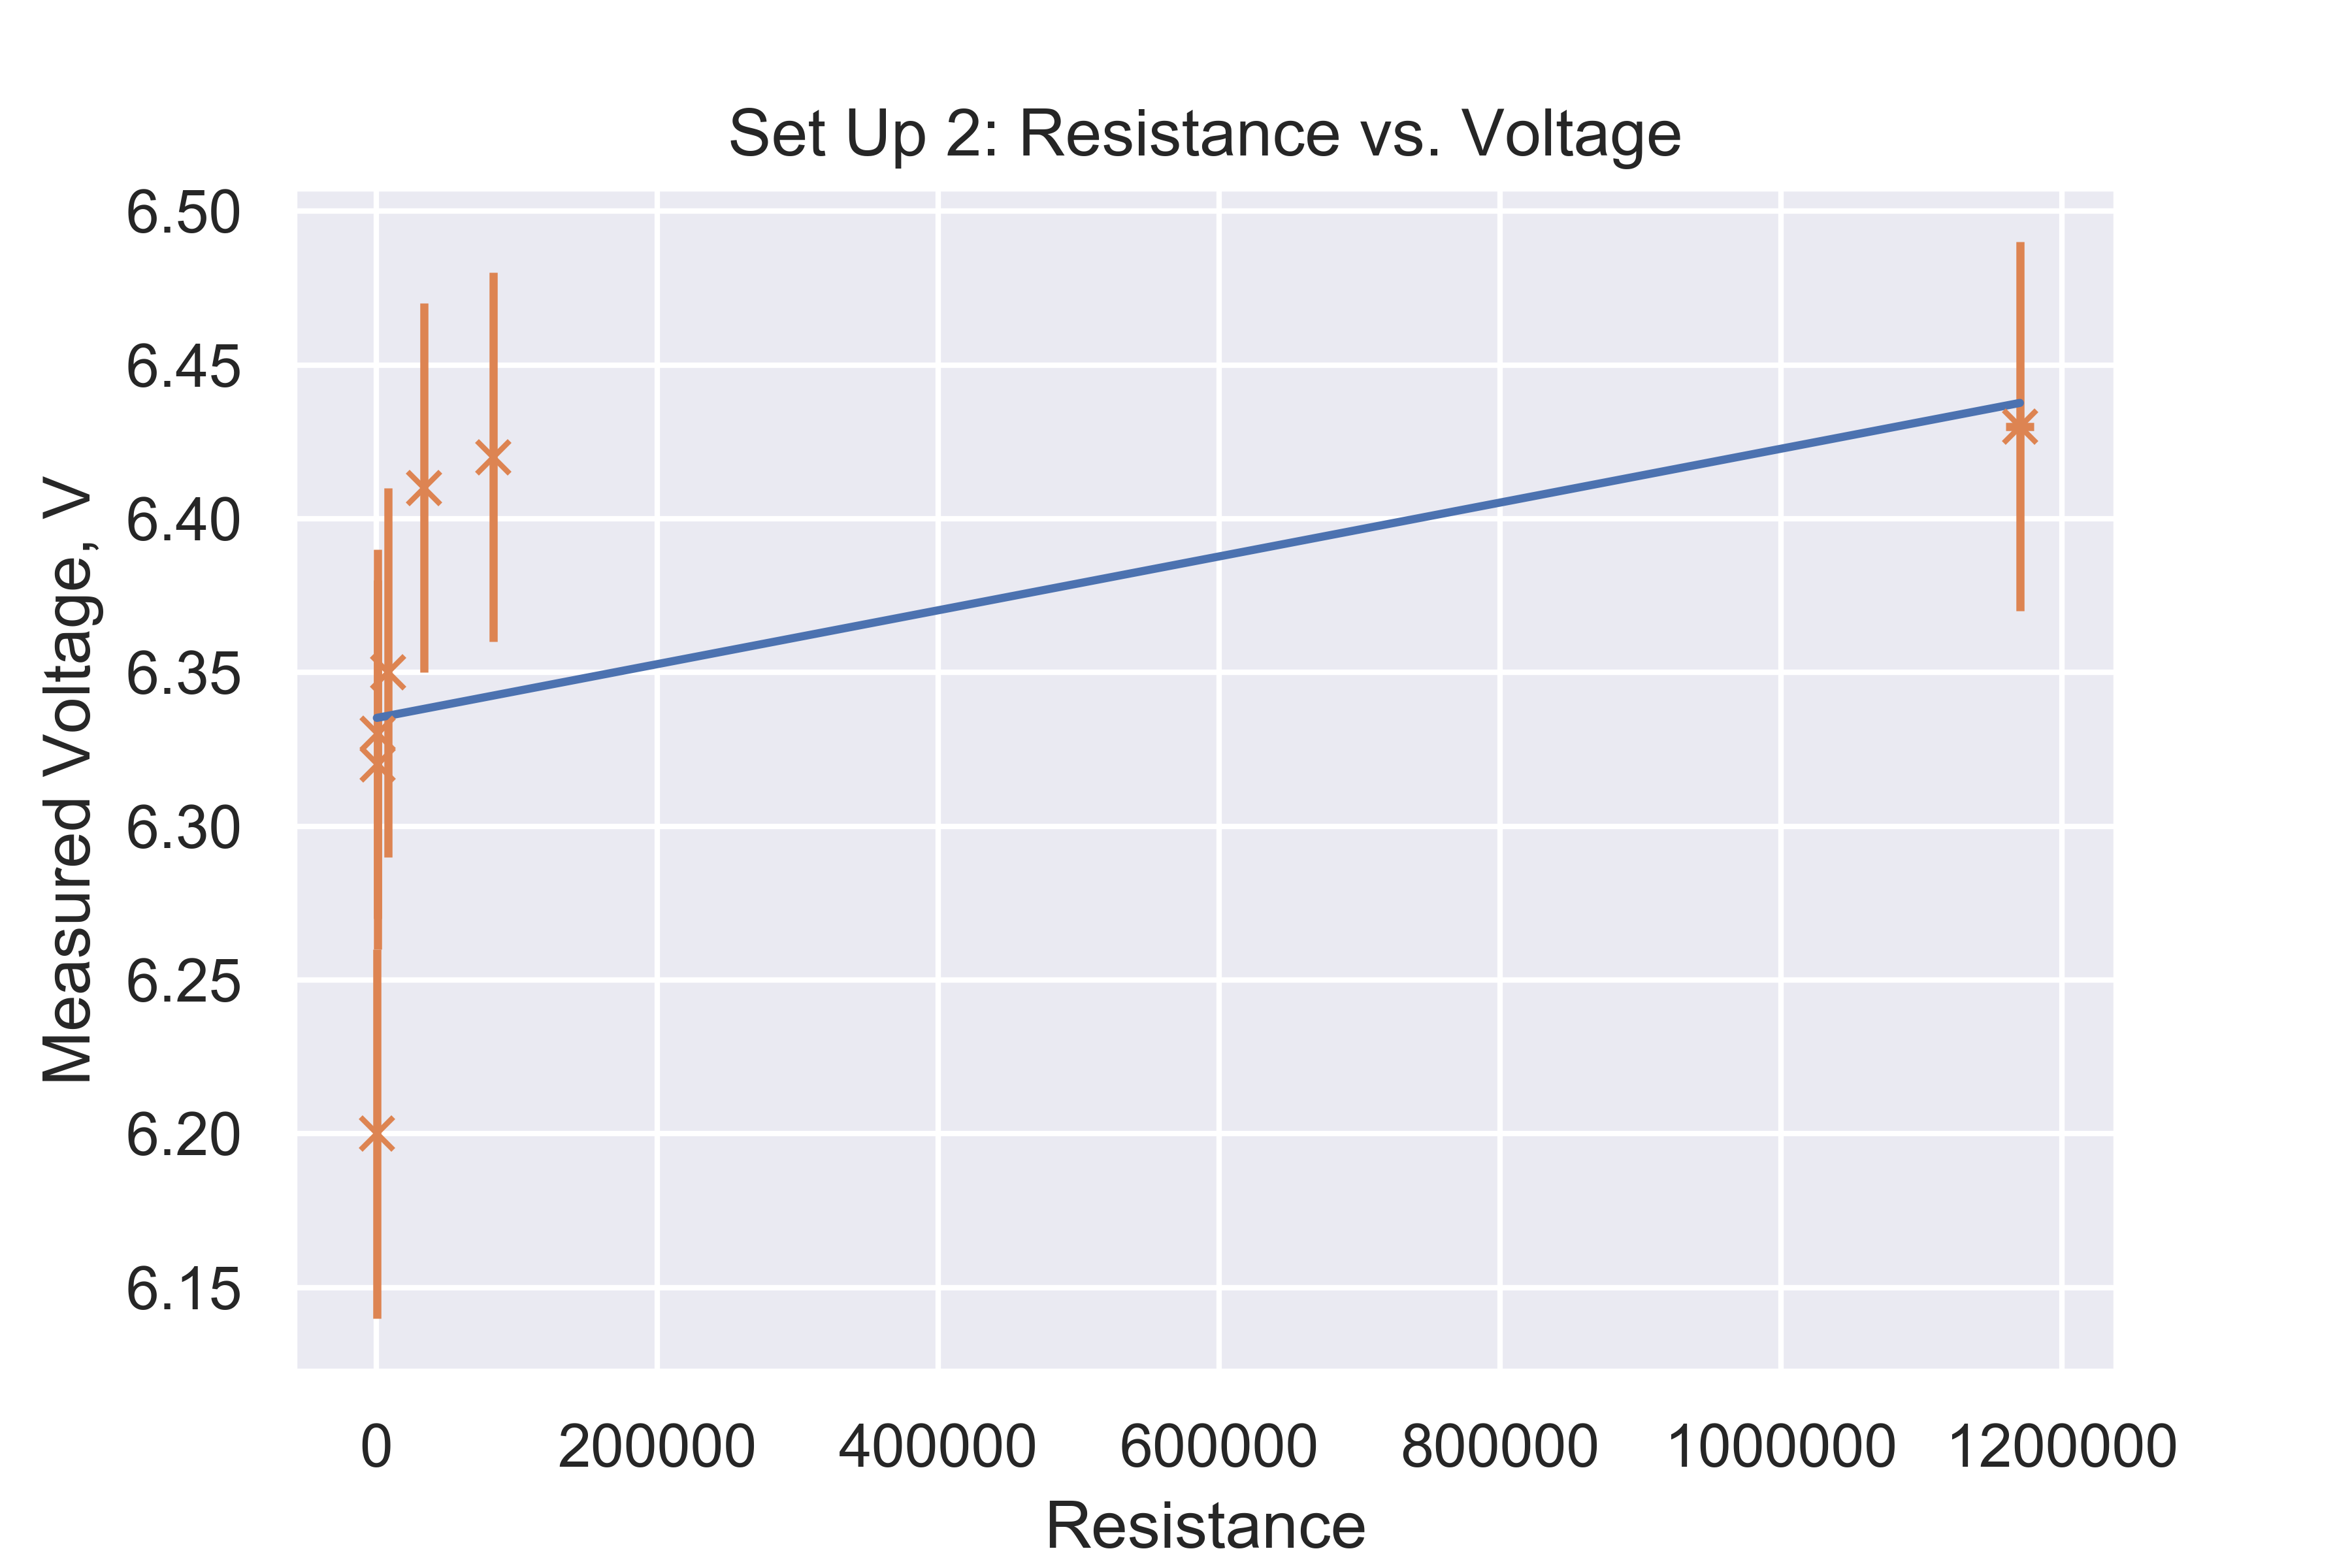 Set Up 2: Resistance vs. Voltage
6.50
6.45
6.40
6.35
6.30
6.25
6.20
6.15
Measured Voltage, V
0 200000 400000 600000 800000 1000000 1200000
Resistance